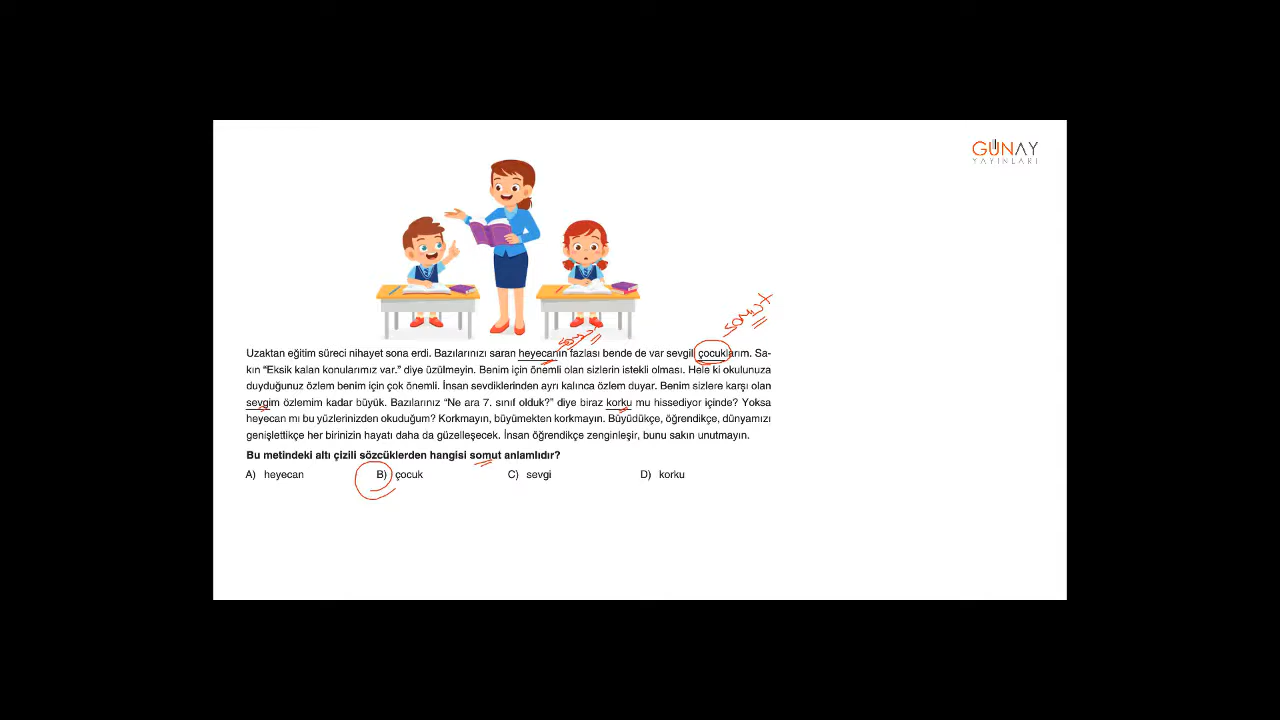 GÜNAY
YAYINLARI
somut
soyut
Uzaktan eğitim süreci nihayet sona erdi. Bazılarınızı saran heyecanın fazlası bende de var sevgili çocuklarım. Sa-
kın “Eksik kalan konularımız var.” diye üzülmeyin. Benim için önemli olan sizlerin istekli olması. Hele ki okulunuza
duyduğunuz özlem benim için çok önemli. İnsan sevdiklerinden ayrı kalınca özlem duyar. Benim sizlere karşı olan
sevgim özlemim kadar büyük. Bazılarınız “Ne ara 7. sınıf olduk?” diye biraz korku mu hissediyor içinde? Yoksa
heyecan mı bu yüzlerinizden okuduğum? Korkmayın, büyümekten korkmayın. Büyüdükçe, öğrendikçe, dünyamızı
genişlettikçe her birinizin hayatı daha da güzelleşecek. İnsan öğrendikçe zenginleşir, bunu sakın unutmayın.
Bu metindeki altı çizili sözcüklerden hangisi somut anlamlıdır?
A) heyecan B) çocuk C) sevgi D) korku